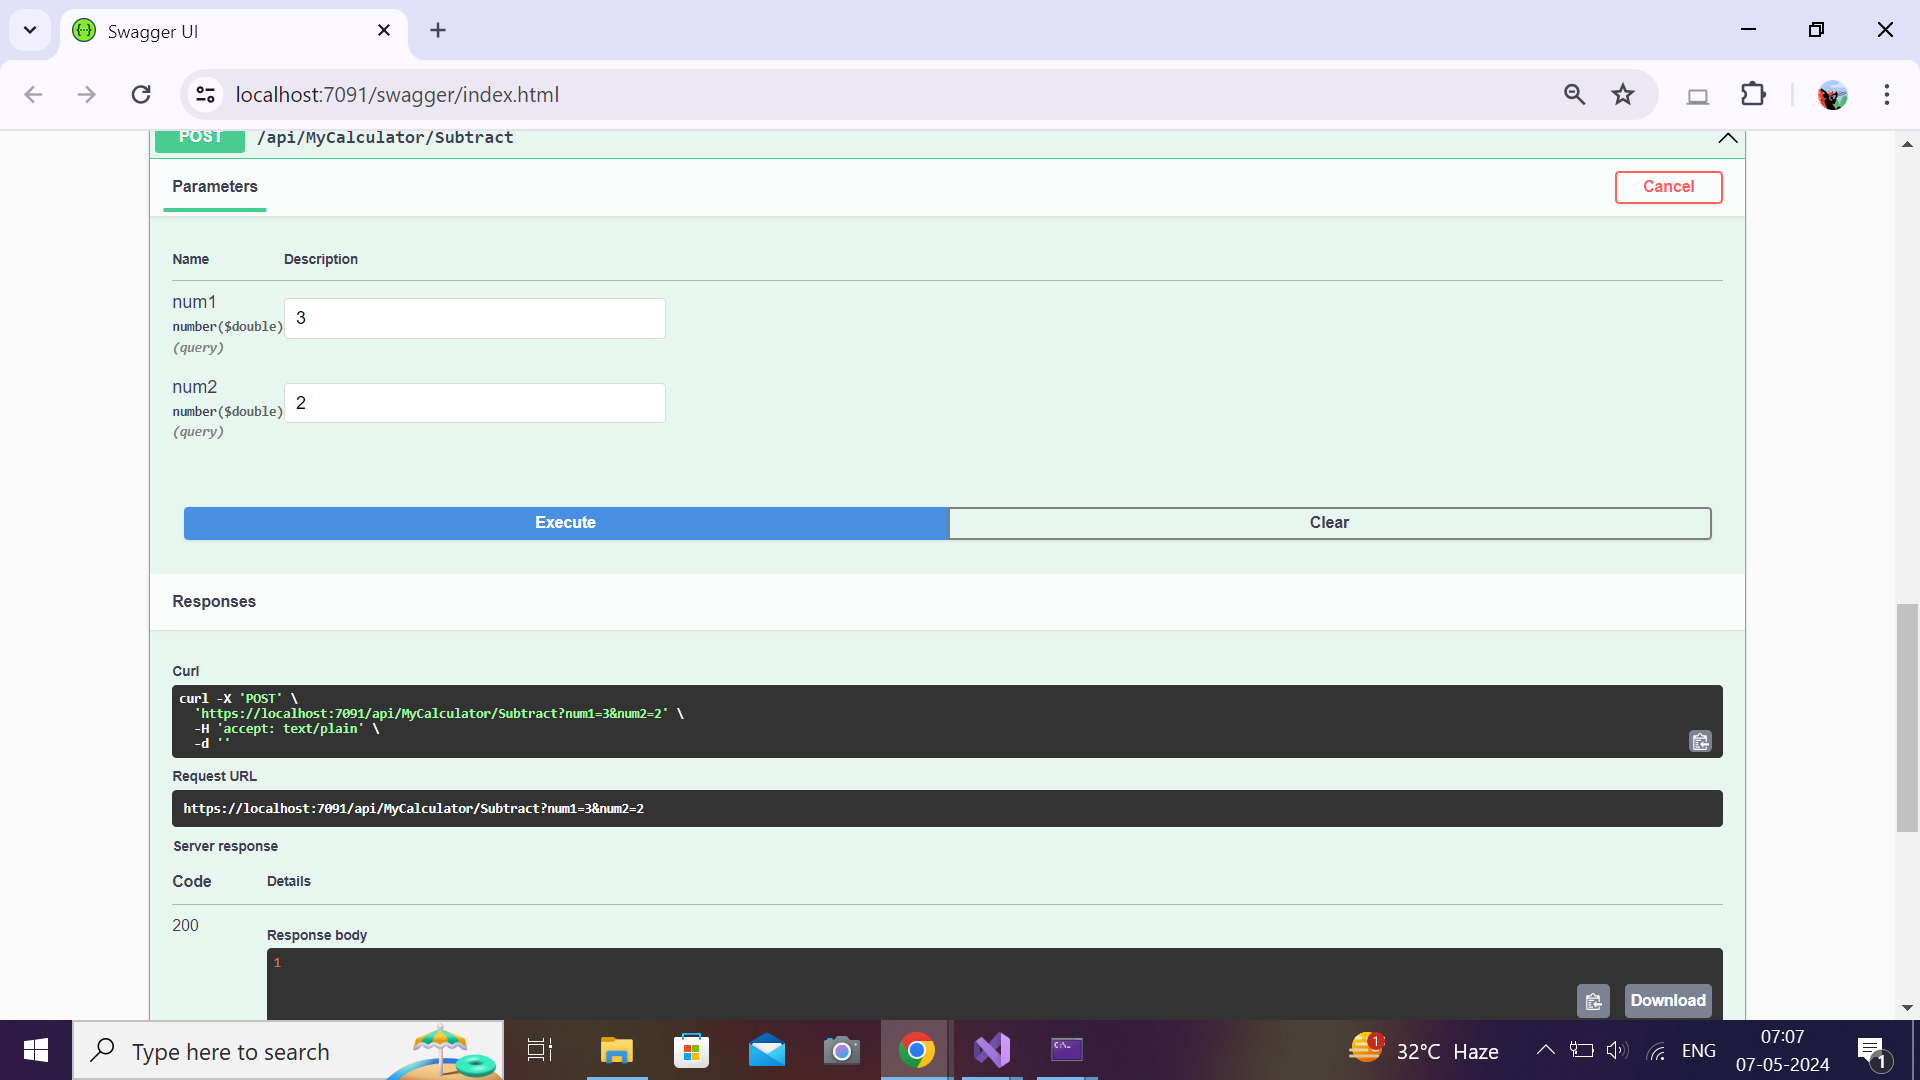 Swagger UI
localhost:7091/swagger/index.html
POST /api/MyCalculator/Subtract
Parameters
Cancel
Name Description
num1
number($double)
(query)
3
num2
number($double)
(query)
2
Execute
Clear
Responses
Curl
curl -X 'POST' \
'https://localhost:7091/api/MyCalculator/Subtract?num1=3&num2=2' \
-H 'accept: text/plain' \
-d ''
Request URL
https://localhost:7091/api/MyCalculator/Subtract?num1=3&num2=2
Server response
Code Details
200
Response body
1
Download
Type here to search
1
32°C Haze
ENG
07:07
07-05-2024
1